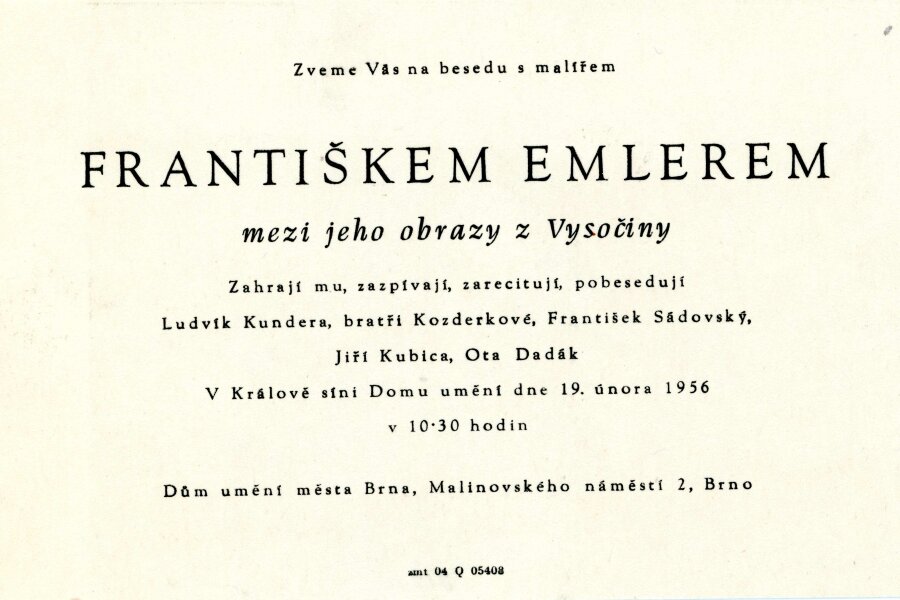 Zveme Vás na besedu s malířem
FRANTIŠKEM EMLEREM
mezi jeho obrazy z Vysočiny
Zahrají mu, zazpívají, zarecitují, pobesedují
Ludvík Kundera, bratři Kozderkové, František Sádovský,
Jiří Kubica, Ota Dadák
V Králově síni Domu umění dne 19. února 1956
v 10·30 hodin
Dům umění města Brna, Malinovského náměstí 2, Brno
zmt 04 Q 05408